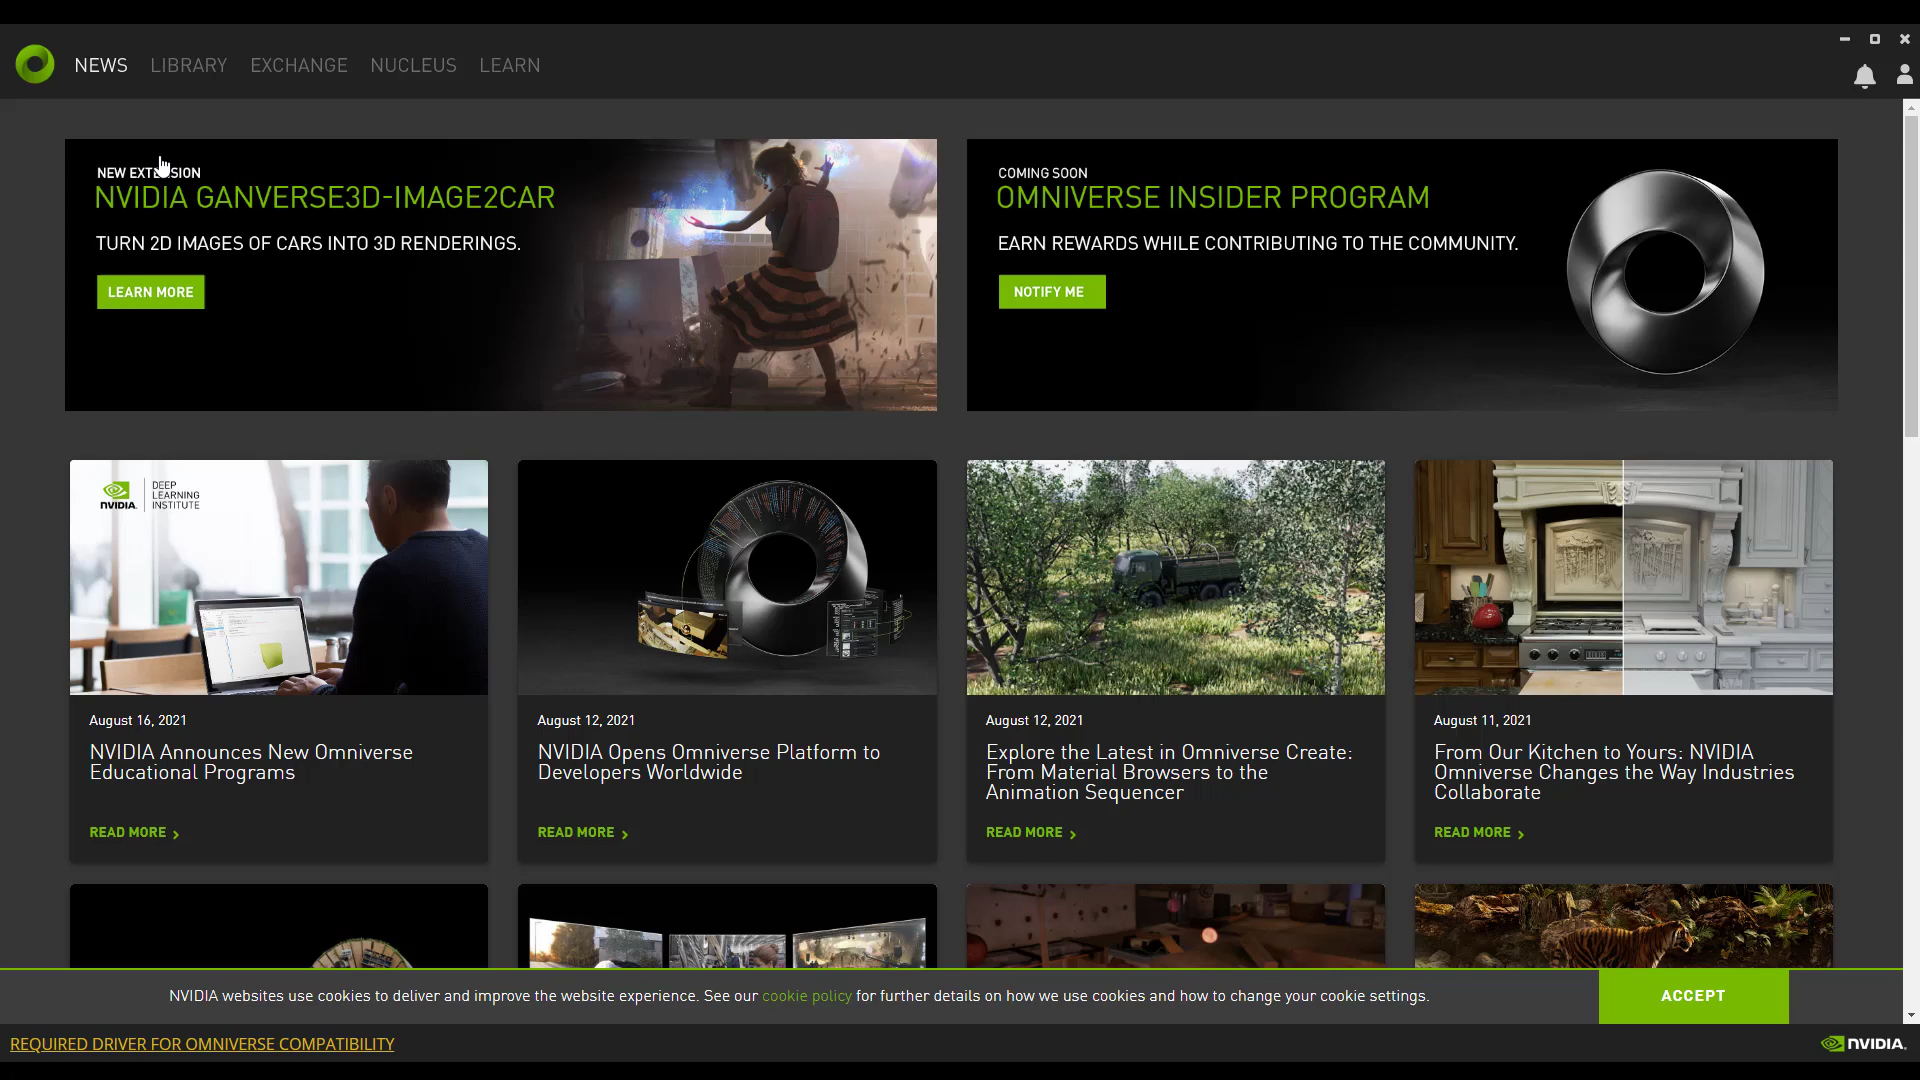 NEWS LIBRARY EXCHANGE NUCLEUS LEARN
NEW EXTENSION
NVIDIA GANVERSE3D-IMAGE2CAR
TURN 2D IMAGES OF CARS INTO 3D RENDERINGS.
LEARN MORE
COMING SOON
OMNIVERSE INSIDER PROGRAM
EARN REWARDS WHILE CONTRIBUTING TO THE COMMUNITY.
NOTIFY ME
NVIDIA.
DEEP
LEARNING
INSTITUTE
August 16, 2021
NVIDIA Announces New Omniverse
Educational Programs
READ MORE
August 12, 2021
NVIDIA Opens Omniverse Platform to
Developers Worldwide
READ MORE
August 12, 2021
Explore the Latest in Omniverse Create:
From Material Browsers to the
Animation Sequencer
READ MORE
August 11, 2021
From Our Kitchen to Yours: NVIDIA
Omniverse Changes the Way Industries
Collaborate
READ MORE
NVIDIA websites use cookies to deliver and improve the website experience. See our cookie policy for further details on how we use cookies and how to change your cookie settings.
ACCEPT
REQUIRED DRIVER FOR OMNIVERSE COMPATIBILITY
NVIDIA.